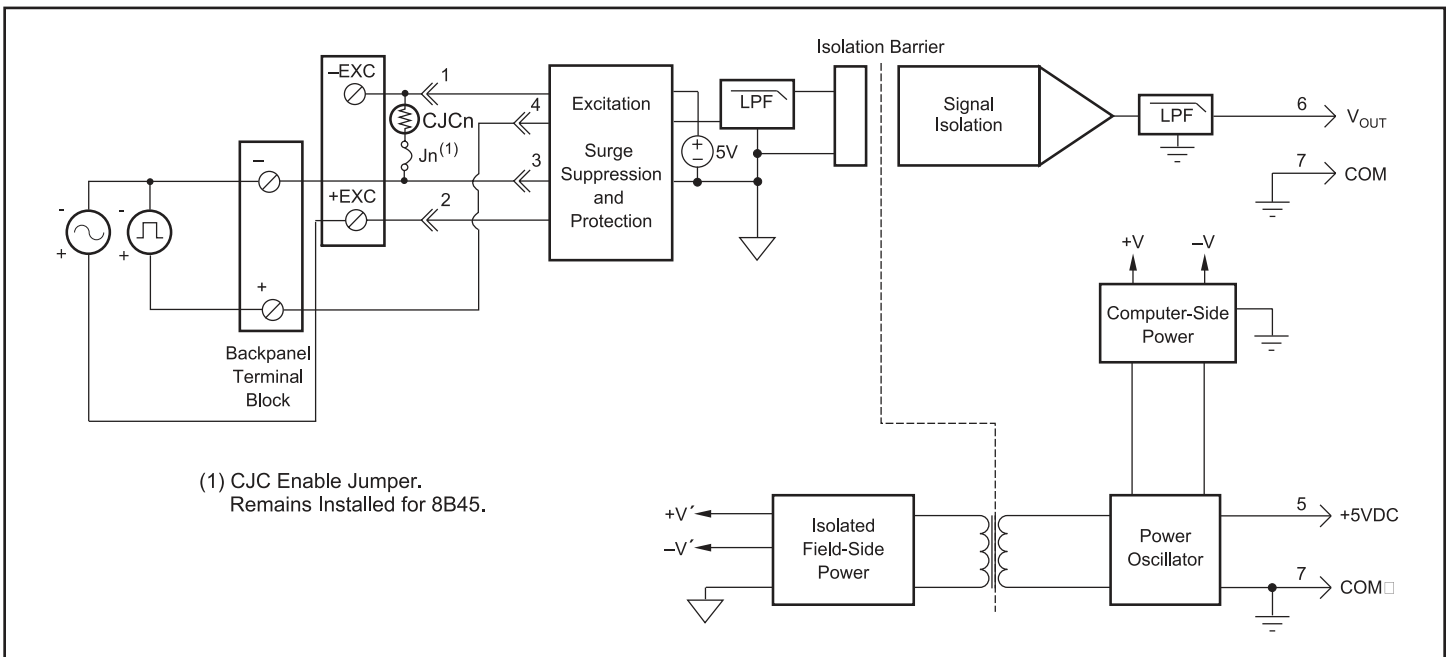 Isolation Barrier
–EXC
1
CJCn
4
Jn(1)
3
–
+EXC
2
Excitation
Surge
Suppression
and
Protection
+
–
5V
LPF
Signal
Isolation
LPF
6
VOUT
7
COM
-
+
-
+
+
Backpanel
Terminal
Block
+V
–V
Computer-Side
Power
(1) CJC Enable Jumper.
Remains Installed for 8B45.
+V´
–V´
Isolated
Field-Side
Power
Power
Oscillator
5
+5VDC
7
COM□